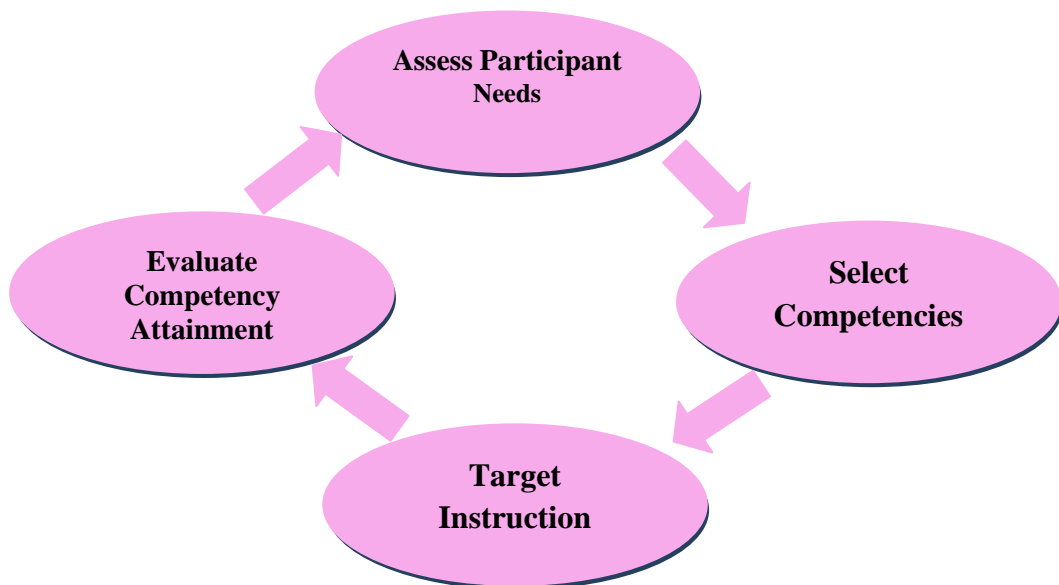 Assess Participant
Needs
Select
Competencies
Target
Instruction
Evaluate
Competency
Attainment